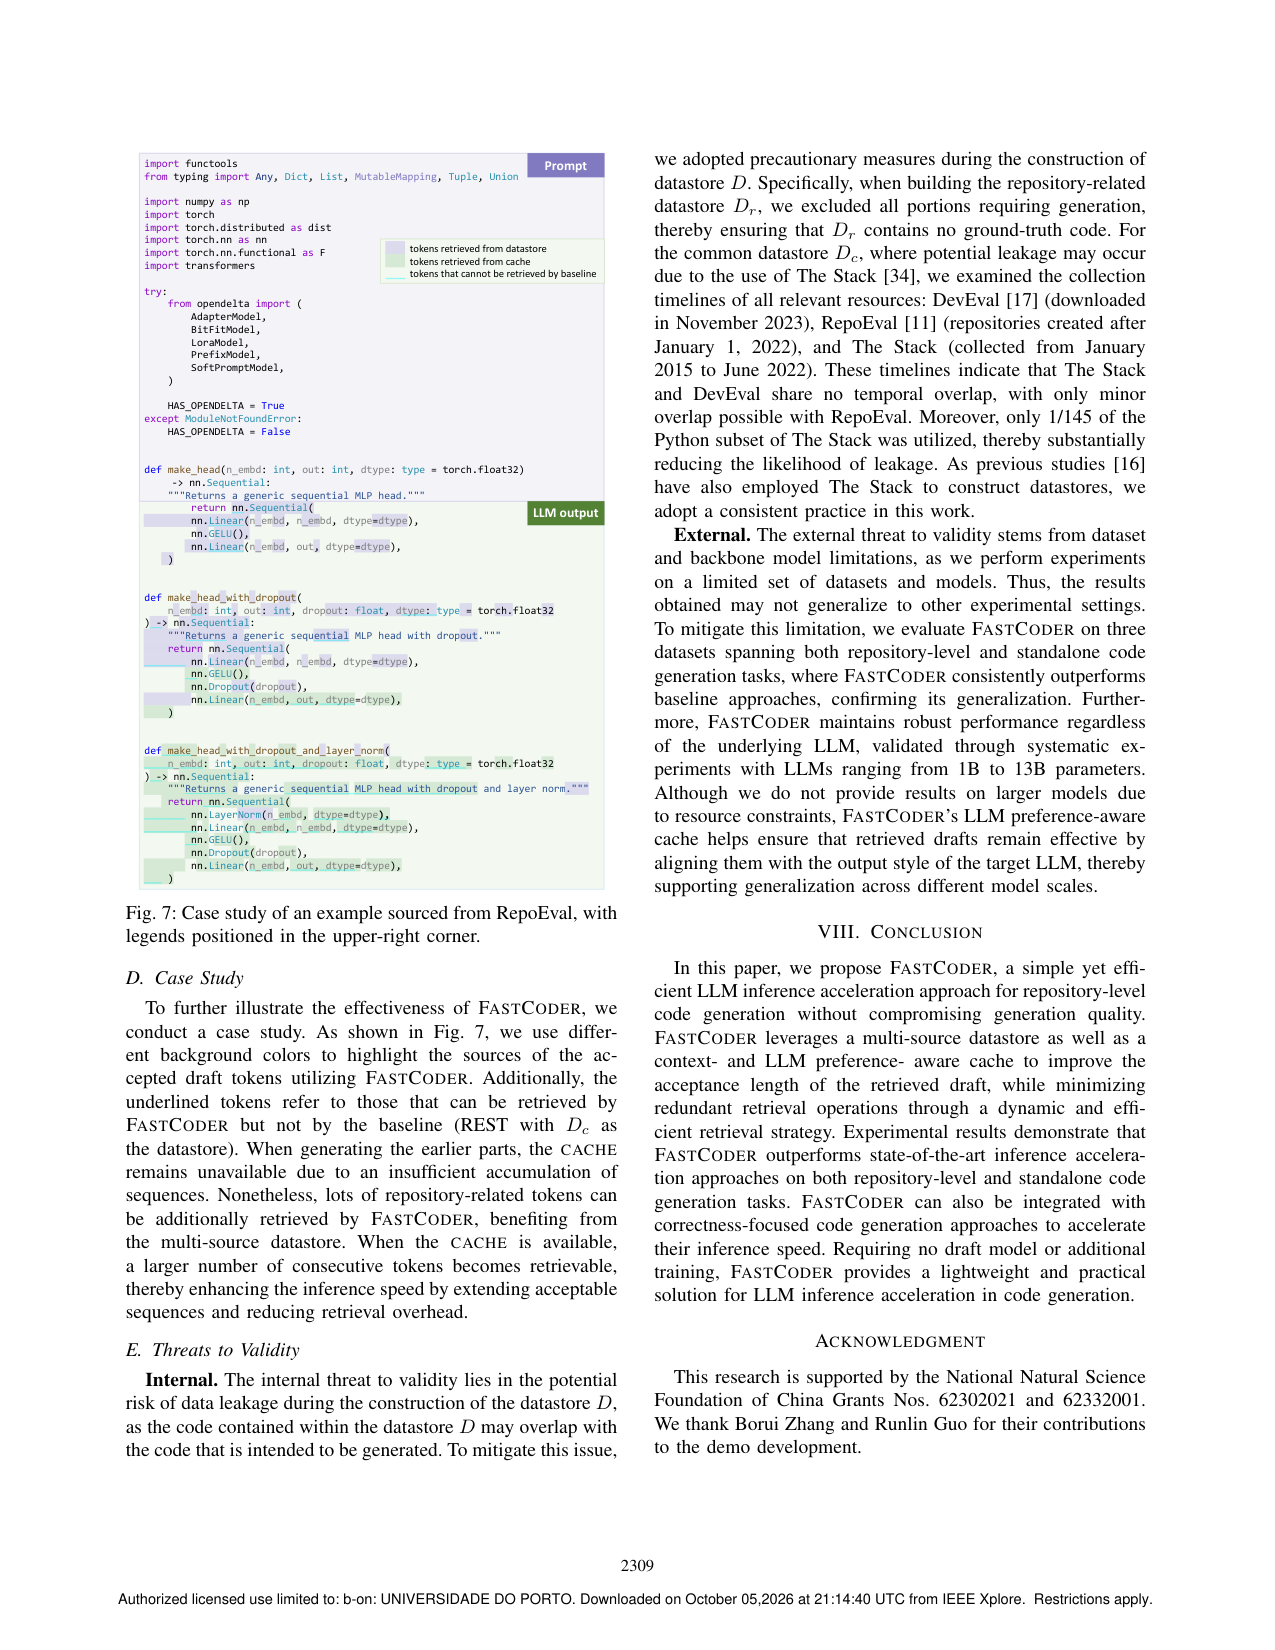 import functools
from typing import Any, Dict, List, MutableMapping, Tuple, Union
Prompt
import numpy as np
import torch
import torch.distributed as dist
import torch.nn as nn
import torch.nn.functional as F
import transformers
tokens retrieved from datastore
tokens retrieved from cache
tokens that cannot be retrieved by baseline
try:
    from opendelta import (
        AdapterModel,
        BitFitModel,
        LoraModel,
        PrefixModel,
        SoftPromptModel,
    )
    HAS_OPENDELTA = True
except ModuleNotFoundError:
    HAS_OPENDELTA = False
def make_head(n_embd: int, out: int, dtype: type = torch.float32)
    -> nn.Sequential:
    """Returns a generic sequential MLP head."""
LLM output
        return nn.Sequential(
        nn.Linear(n_embd, n_embd, dtype=dtype),
        nn.GELU(),
        nn.Linear(n_embd, out, dtype=dtype),
    )
def make_head_with_dropout(
    n_embd: int, out: int, dropout: float, dtype: type = torch.float32
) -> nn.Sequential:
    """Returns a generic sequential MLP head with dropout."""
    return nn.Sequential(
        nn.Linear(n_embd, n_embd, dtype=dtype),
        nn.GELU(),
        nn.Dropout(dropout),
        nn.Linear(n_embd, out, dtype=dtype),
    )
def make_head_with_dropout_and_layer_norm(
    n_embd: int, out: int, dropout: float, dtype: type = torch.float32
) -> nn.Sequential:
    """Returns a generic sequential MLP head with dropout and layer norm."""
    return nn.Sequential(
        nn.LayerNorm(n_embd, dtype=dtype),
        nn.Linear(n_embd, n_embd, dtype=dtype),
        nn.GELU(),
        nn.Dropout(dropout),
        nn.Linear(n_embd, out, dtype=dtype),
    )
Fig. 7: Case study of an example sourced from RepoEval, with
legends positioned in the upper-right corner.
D. Case Study
To further illustrate the effectiveness of FASTCODER, we
conduct a case study. As shown in Fig. 7, we use differ-
ent background colors to highlight the sources of the ac-
cepted draft tokens utilizing FASTCODER. Additionally, the
underlined tokens refer to those that can be retrieved by
FASTCODER but not by the baseline (REST with Dc as
the datastore). When generating the earlier parts, the CACHE
remains unavailable due to an insufficient accumulation of
sequences. Nonetheless, lots of repository-related tokens can
be additionally retrieved by FASTCODER, benefiting from
the multi-source datastore. When the CACHE is available,
a larger number of consecutive tokens becomes retrievable,
thereby enhancing the inference speed by extending acceptable
sequences and reducing retrieval overhead.
E. Threats to Validity
Internal. The internal threat to validity lies in the potential
risk of data leakage during the construction of the datastore D,
as the code contained within the datastore D may overlap with
the code that is intended to be generated. To mitigate this issue,
we adopted precautionary measures during the construction of
datastore D. Specifically, when building the repository-related
datastore Dr, we excluded all portions requiring generation,
thereby ensuring that Dr contains no ground-truth code. For
the common datastore Dc, where potential leakage may occur
due to the use of The Stack [34], we examined the collection
timelines of all relevant resources: DevEval [17] (downloaded
in November 2023), RepoEval [11] (repositories created after
January 1, 2022), and The Stack (collected from January
2015 to June 2022). These timelines indicate that The Stack
and DevEval share no temporal overlap, with only minor
overlap possible with RepoEval. Moreover, only 1/145 of the
Python subset of The Stack was utilized, thereby substantially
reducing the likelihood of leakage. As previous studies [16]
have also employed The Stack to construct datastores, we
adopt a consistent practice in this work.
External. The external threat to validity stems from dataset
and backbone model limitations, as we perform experiments
on a limited set of datasets and models. Thus, the results
obtained may not generalize to other experimental settings.
To mitigate this limitation, we evaluate FASTCODER on three
datasets spanning both repository-level and standalone code
generation tasks, where FASTCODER consistently outperforms
baseline approaches, confirming its generalization. Further-
more, FASTCODER maintains robust performance regardless
of the underlying LLM, validated through systematic ex-
periments with LLMs ranging from 1B to 13B parameters.
Although we do not provide results on larger models due
to resource constraints, FASTCODER's LLM preference-aware
cache helps ensure that retrieved drafts remain effective by
aligning them with the output style of the target LLM, thereby
supporting generalization across different model scales.
VIII. CONCLUSION
In this paper, we propose FASTCODER, a simple yet effi-
cient LLM inference acceleration approach for repository-level
code generation without compromising generation quality.
FASTCODER leverages a multi-source datastore as well as a
context- and LLM preference- aware cache to improve the
acceptance length of the retrieved draft, while minimizing
redundant retrieval operations through a dynamic and effi-
cient retrieval strategy. Experimental results demonstrate that
FASTCODER outperforms state-of-the-art inference accelera-
tion approaches on both repository-level and standalone code
generation tasks. FASTCODER can also be integrated with
correctness-focused code generation approaches to accelerate
their inference speed. Requiring no draft model or additional
training, FASTCODER provides a lightweight and practical
solution for LLM inference acceleration in code generation.
ACKNOWLEDGMENT
This research is supported by the National Natural Science
Foundation of China Grants Nos. 62302021 and 62332001.
We thank Borui Zhang and Runlin Guo for their contributions
to the demo development.
2309
Authorized licensed use limited to: b-on: UNIVERSIDADE DO PORTO. Downloaded on October 05,2026 at 21:14:40 UTC from IEEE Xplore. Restrictions apply.